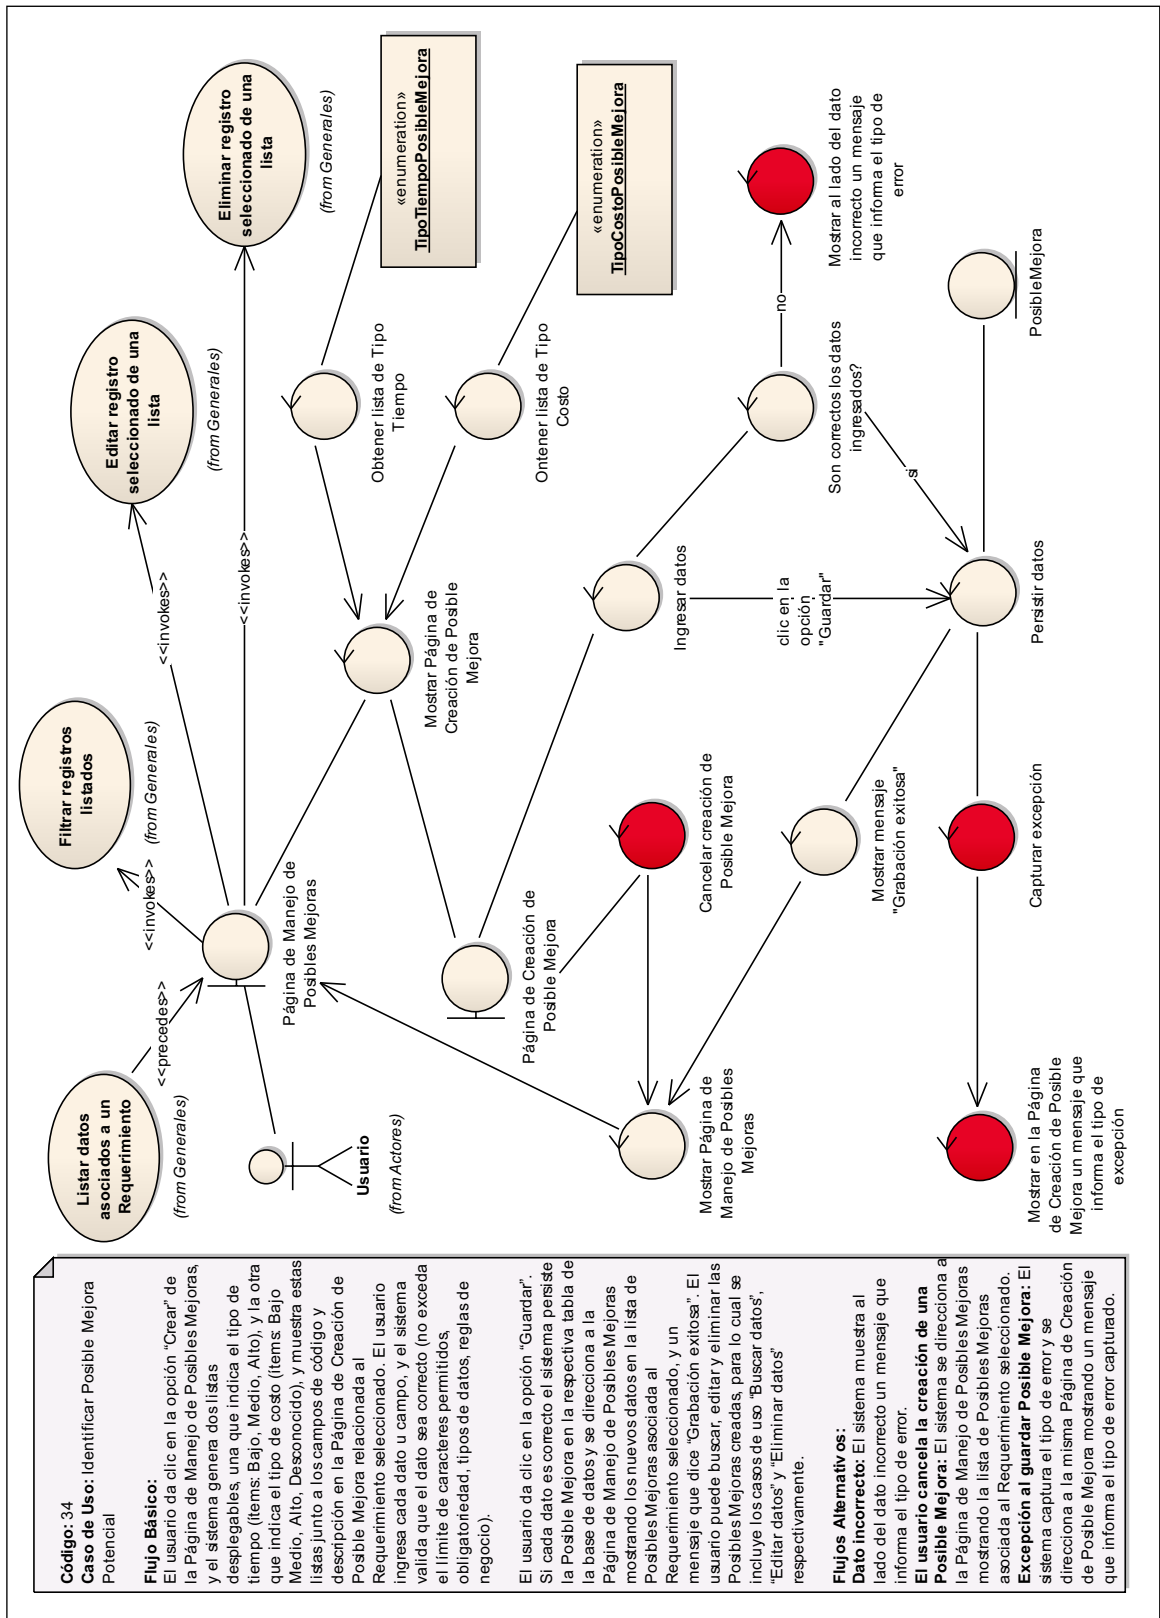 Código: 34
Caso de Uso: Identificar Posible Mejora
Potencial
Flujo Básico:
El usuario da clic en la opción “Crear” de
la Página de Manejo de Posibles Mejoras,
y el sistema genera dos listas
desplegables, una que indica el tipo de
tiempo (ítems: Bajo, Medio, Alto), y la otra
que indica el tipo de costo (ítems: Bajo
Medio, Alto, Desconocido), y muestra estas
listas junto a los campos de código y
descripción en la Página de Creación de
Posible Mejora relacionada al
Requerimiento seleccionado. El usuario
ingresa cada dato u campo, y el sistema
valida que el dato sea correcto (no exceda
el límite de caracteres permitidos,
obligatoriedad, tipos de datos, reglas de
negocio).
El usuario da clic en la opción “Guardar”.
Si cada dato es correcto el sistema persiste
la Posible Mejora en la respectiva tabla de
la base de datos y se direcciona a la
Página de Manejo de Posibles Mejoras
mostrando los nuevos datos en la lista de
Posibles Mejoras asociada al
Requerimiento seleccionado, y un
mensaje que dice “Grabación exitosa”. El
usuario puede buscar, editar y eliminar las
Posibles Mejoras creadas, para lo cual se
incluye los casos de uso “Buscar datos”,
“Editar datos” y “Eliminar datos”
respectivamente.
Flujos Alternativos:
Dato incorrecto: El sistema muestra al
lado del dato incorrecto un mensaje que
informa el tipo de error.
El usuario cancela la creación de una
Posible Mejora: El sistema se direcciona a
la Página de Manejo de Posibles Mejoras
mostrando la lista de Posibles Mejoras
asociada al Requerimiento seleccionado.
Excepción al guardar Posible Mejora: El
sistema captura el tipo de error y se
direcciona a la misma Página de Creación
de Posible Mejora mostrando un mensaje
que informa el tipo de error capturado.
Listar datos
asociados a un
Requerimiento
(from Generales)
<<precedes>>
Usuario
(from Actores)
Página de Manejo de
Posibles Mejoras
<<invokes>>
Filtrar registros
listados
(from Generales)
<<invokes>>
Editar registro
seleccionado de una
lista
(from Generales)
<<invokes>>
Eliminar registro
seleccionado de una
lista
(from Generales)
Mostrar Página de
Creación de Posible
Mejora
Obtener lista de Tipo
Tiempo
«enumeration»
TipoTiempoPosibleMejora
Ontener lista de Tipo
Costo
«enumeration»
TipoCostoPosibleMejora
Página de Creación de
Posible Mejora
Ingresar datos
Son correctos los datos
ingresados?
no
Mostrar al lado del dato
incorrecto un mensaje
que informa el tipo de
error
si
clic en la
opción
"Guardar"
Cancelar creación de
Posible Mejora
Mostrar Página de
Manejo de Posibles
Mejoras
Mostrar mensaje
"Grabación exitosa"
Persistir datos
PosibleMejora
Capturar excepción
Mostrar en la Página
de Creación de Posible
Mejora un mensaje que
informa el tipo de
excepción